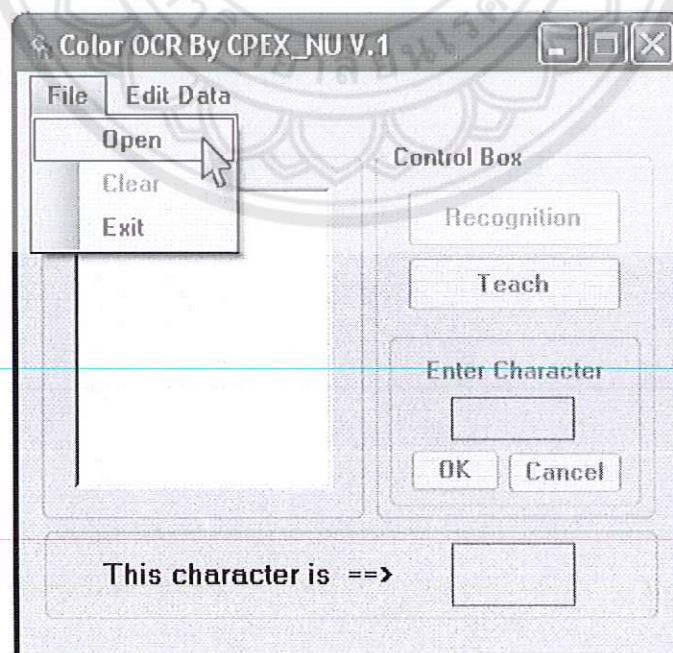 Color OCR By CPEX_NU V.1
File Edit Data
Open
Clear
Exit
Control Box
Recognition
Teach
Enter Character
OK Cancel
This character is ==>